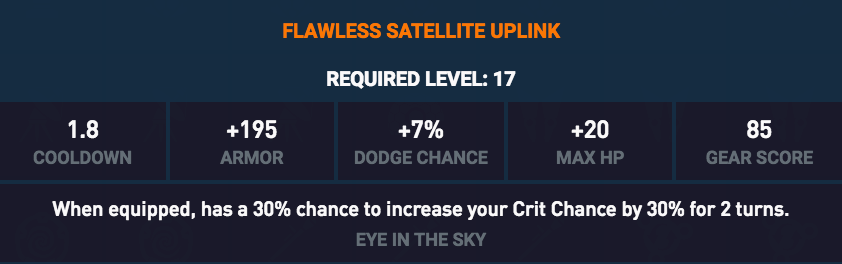 FLAWLESS SATELLITE UPLINK
REQUIRED LEVEL: 17
1.8 +195 +7% +20 85
COOLDOWN ARMOR DODGE CHANCE MAX HP GEAR SCORE
When equipped, has a 30% chance to increase your Crit Chance by 30% for 2 turns.
EYE IN THE SKY